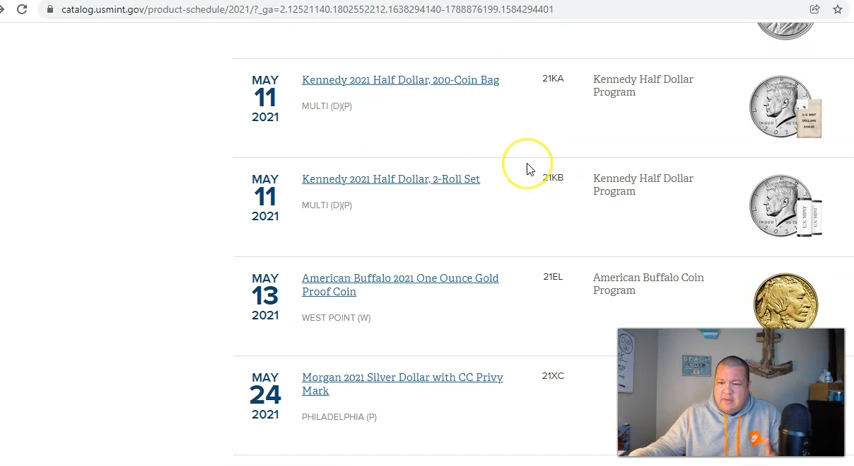 catalog.usmint.gov/product-schedule/2021/?_ga=2.12521140.1802552212.1638294140-1788876199.1584294401
MAY
11
2021
Kennedy 2021 Half Dollar, 200-Coin Bag
MULTI (D)(P)
21KA
Kennedy Half Dollar
Program
MAY
11
2021
Kennedy 2021 Half Dollar, 2-Roll Set
MULTI (D)(P)
21KB
Kennedy Half Dollar
Program
U.S. MINT
U.S. MINT
MAY
13
2021
American Buffalo 2021 One Ounce Gold
Proof Coin
WEST POINT (W)
21EL
American Buffalo Coin
Program
MAY
24
2021
Morgan 2021 Silver Dollar with CC Privy
Mark
PHILADELPHIA (P)
21XC